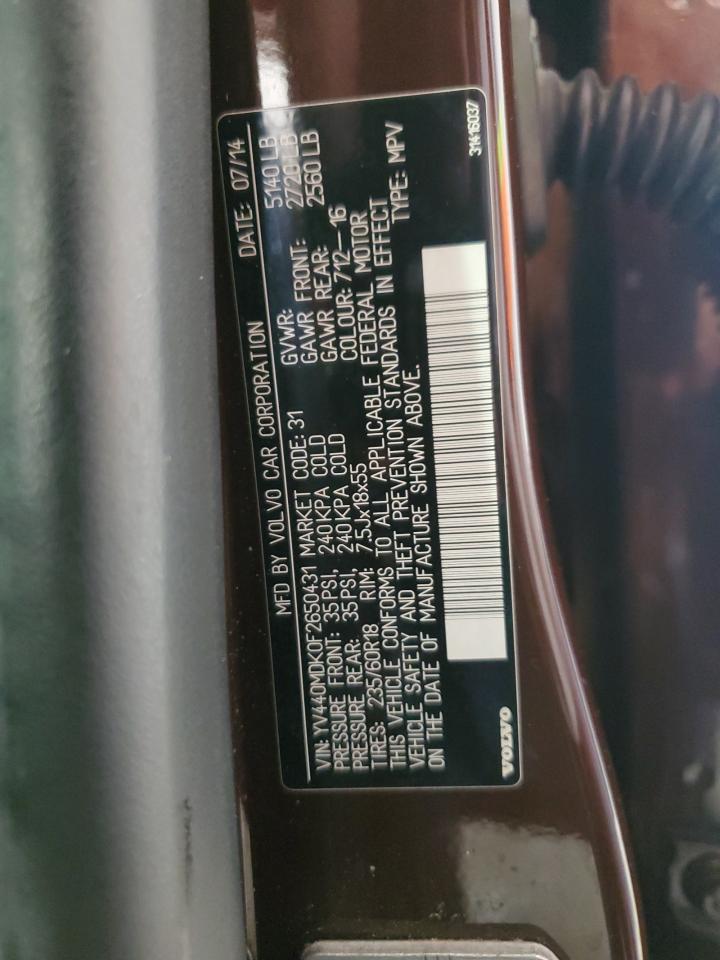 MFD BY VOLVO CAR CORPORATION DATE: 07/14
GVWR: 5140 LB
VIN: YV440MDK0F2650431 MARKET CODE: 31 GAWR FRONT: 2720 LB
PRESSURE FRONT: 35 PSI, 240 KPA COLD GAWR REAR: 2560 LB
PRESSURE REAR: 35 PSI, 240 KPA COLD COLOUR: 712–16
TIRES: 235/60R18 RIM: 7.5Jx18x55
THIS VEHICLE CONFORMS TO ALL APPLICABLE FEDERAL MOTOR
VEHICLE SAFETY AND THEFT PREVENTION STANDARDS IN EFFECT
ON THE DATE OF MANUFACTURE SHOWN ABOVE. TYPE: MPV
VOLVO
31416037